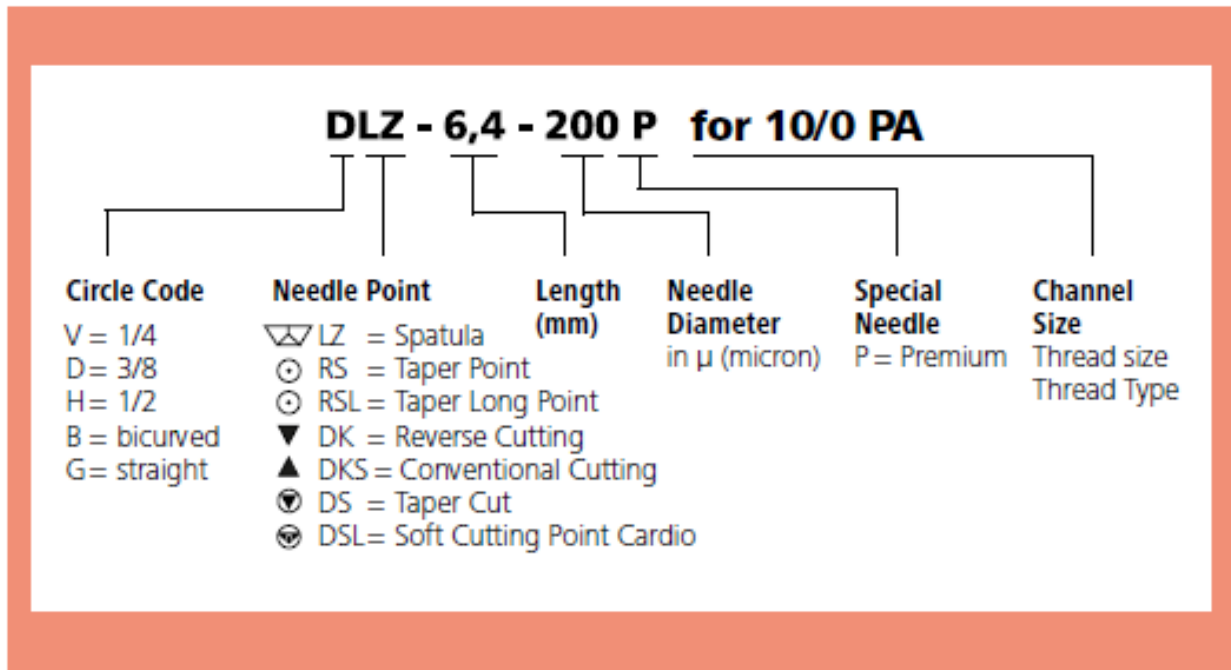 DLZ - 6,4 - 200 P for 10/0 PA
Circle Code
V = 1/4
D = 3/8
H = 1/2
B = bicurved
G = straight
Needle Point
LZ = Spatula
RS = Taper Point
RSL = Taper Long Point
DK = Reverse Cutting
DKS = Conventional Cutting
DS = Taper Cut
DSL = Soft Cutting Point Cardio
Length
(mm)
Needle
Diameter
in µ (micron)
Special
Needle
P = Premium
Channel
Size
Thread size
Thread Type